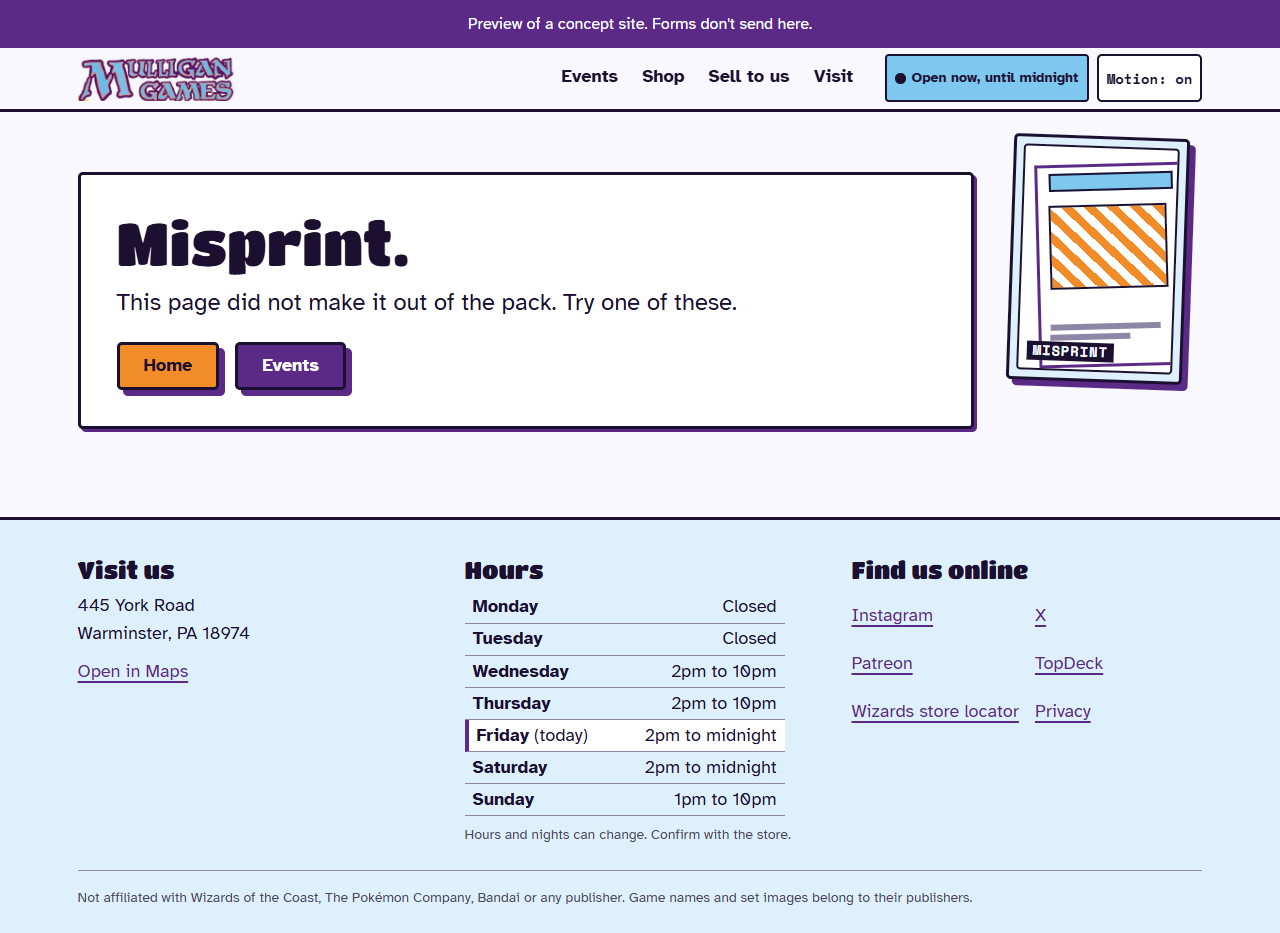 Preview of a concept site. Forms don't send here.
MULLIGAN GAMES
Events
Shop
Sell to us
Visit
Open now, until midnight
Motion: on
Misprint.
This page did not make it out of the pack. Try one of these.
Home
Events
MISPRINT
Visit us
445 York Road
Warminster, PA 18974
Open in Maps
Hours
Monday Closed
Tuesday Closed
Wednesday 2pm to 10pm
Thursday 2pm to 10pm
Friday (today) 2pm to midnight
Saturday 2pm to midnight
Sunday 1pm to 10pm
Hours and nights can change. Confirm with the store.
Find us online
Instagram X
Patreon TopDeck
Wizards store locator Privacy
Not affiliated with Wizards of the Coast, The Pokémon Company, Bandai or any publisher. Game names and set images belong to their publishers.